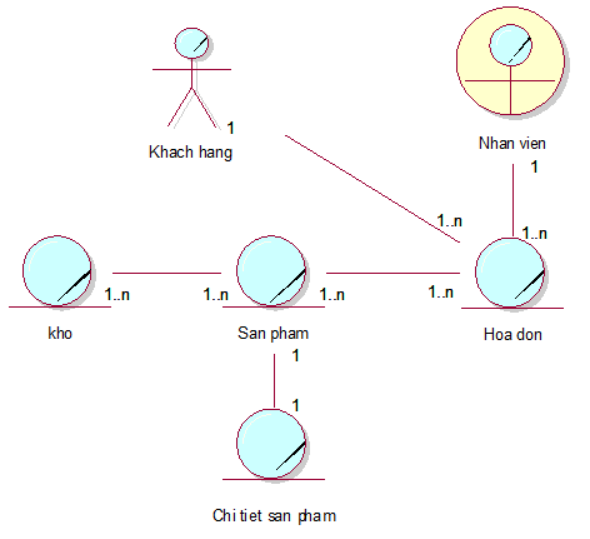 1
Khach hang
Nhan vien
1
1..n
1..n
1..n
1..n
1..n
1..n
kho
San pham
Hoa don
1
1
Chi tiet san pham